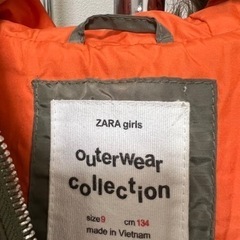 ZARA girls
outerwear
collection
size 9 cm 134
made in Vietnam